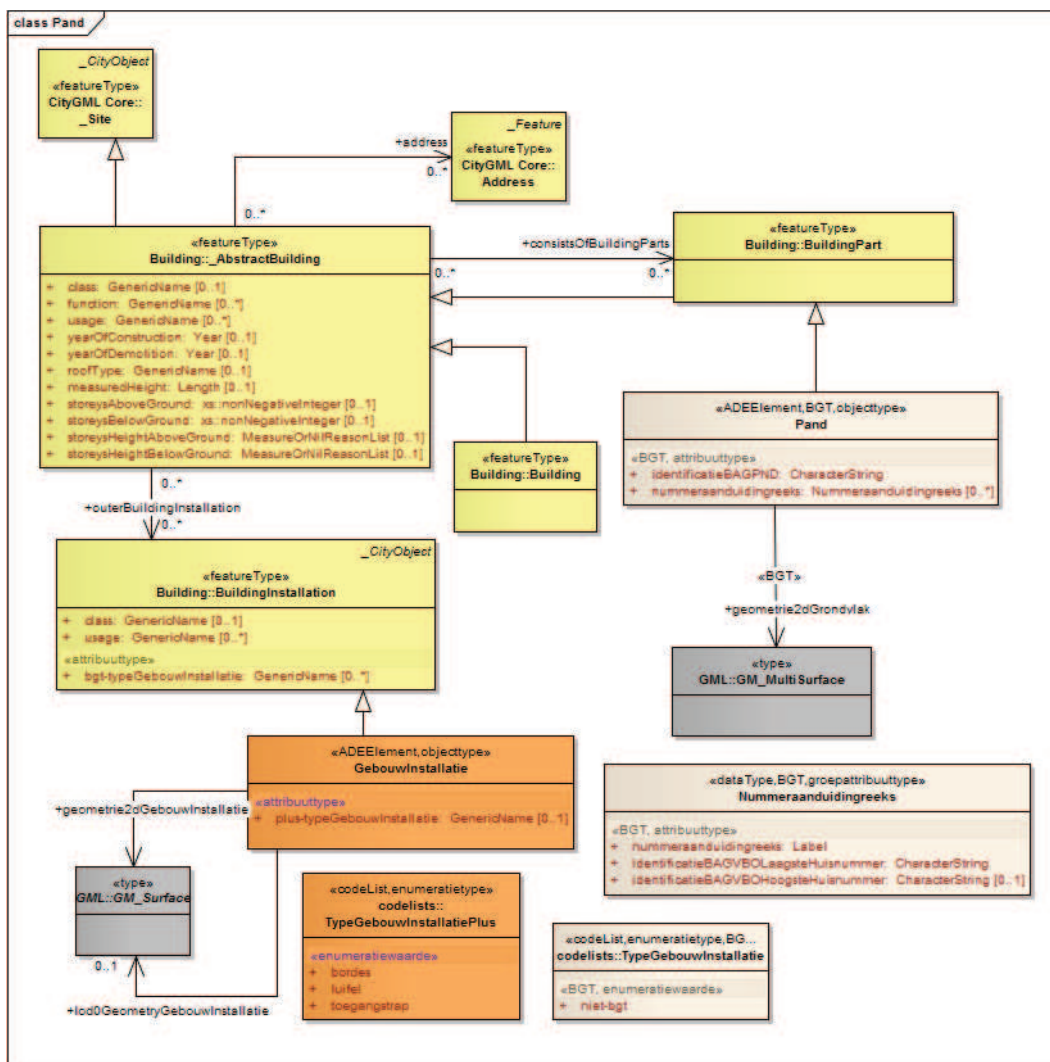 class Pand
_CityObject
«featureType»
CityGML Core::
_Site
+address
0..*
0..*
_Feature
«featureType»
CityGML Core::
Address
«featureType»
Building::_AbstractBuilding
+ class: GenericName [0..1]
+ function: GenericName [0..*]
+ usage: GenericName [0..*]
+ yearOfConstruction: Year [0..1]
+ yearOfDemolition: Year [0..1]
+ roofType: GenericName [0..1]
+ measuredHeight: Length [0..1]
+ storeysAboveGround: xs::nonNegativeInteger [0..1]
+ storeysBelowGround: xs::nonNegativeInteger [0..1]
+ storeysHeightAboveGround: MeasureOrNilReasonList [0..1]
+ storeysHeightBelowGround: MeasureOrNilReasonList [0..1]
+consistsOfBuildingParts
0..*
0..*
«featureType»
Building::BuildingPart
«featureType»
Building::Building
«ADEElement,BGT,objecttype»
Pand
«BGT, attribuuttype»
+ identificatieBAGPND: CharacterString
+ nummeraanduidingreeks: Nummeraanduidingreeks [0..*]
0..*
+outerBuildingInstallation
0..*
_CityObject
«featureType»
Building::BuildingInstallation
+ class: GenericName [0..1]
+ usage: GenericName [0..*]
«attribuuttype»
+ bgt-typeGebouwInstallatie: GenericName [0..*]
«BGT»
+geometrie2dGrondvlak
«type»
GML::GM_MultiSurface
«ADEElement,objecttype»
GebouwInstallatie
«attribuuttype»
+ plus-typeGebouwInstallatie: GenericName [0..1]
+geometrie2dGebouwInstallatie
«type»
GML::GM_Surface
0..1
+lod0GeometryGebouwInstallatie
«dataType,BGT,groepattribuuttype»
Nummeraanduidingreeks
«BGT, attribuuttype»
+ nummeraanduidingreeks: Label
+ identificatieBAGVBOLaagsteHuisnummer: CharacterString
+ identificatieBAGVBOHoogsteHuisnummer: CharacterString [0..1]
«codeList,enumeratietype»
codelists::
TypeGebouwInstallatiePlus
«enumeratiewaarde»
+ bordes
+ luifel
+ toegangstrap
«codeList,enumeratietype,BG...
codelists::TypeGebouwInstallatie
«BGT, enumeratiewaarde»
+ niet-bgt